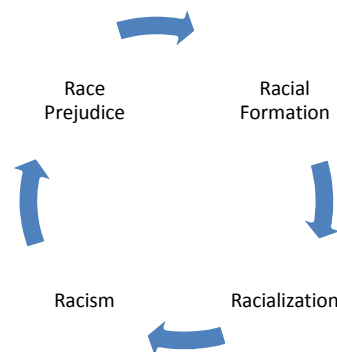 Race
Prejudice
Racial
Formation
Racism
Racialization